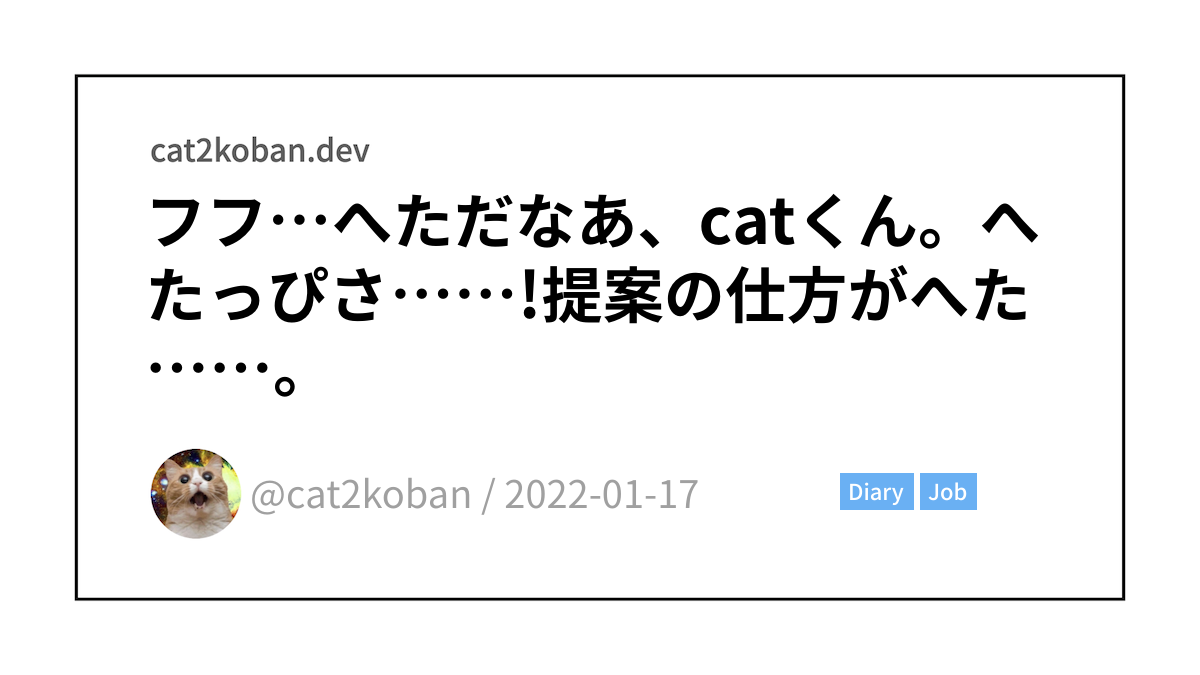 cat2koban.dev
フフ…へただなあ、catくん。へ
たっぴさ……!提案の仕方がへた
……。
@cat2koban / 2022-01-17
Diary Job